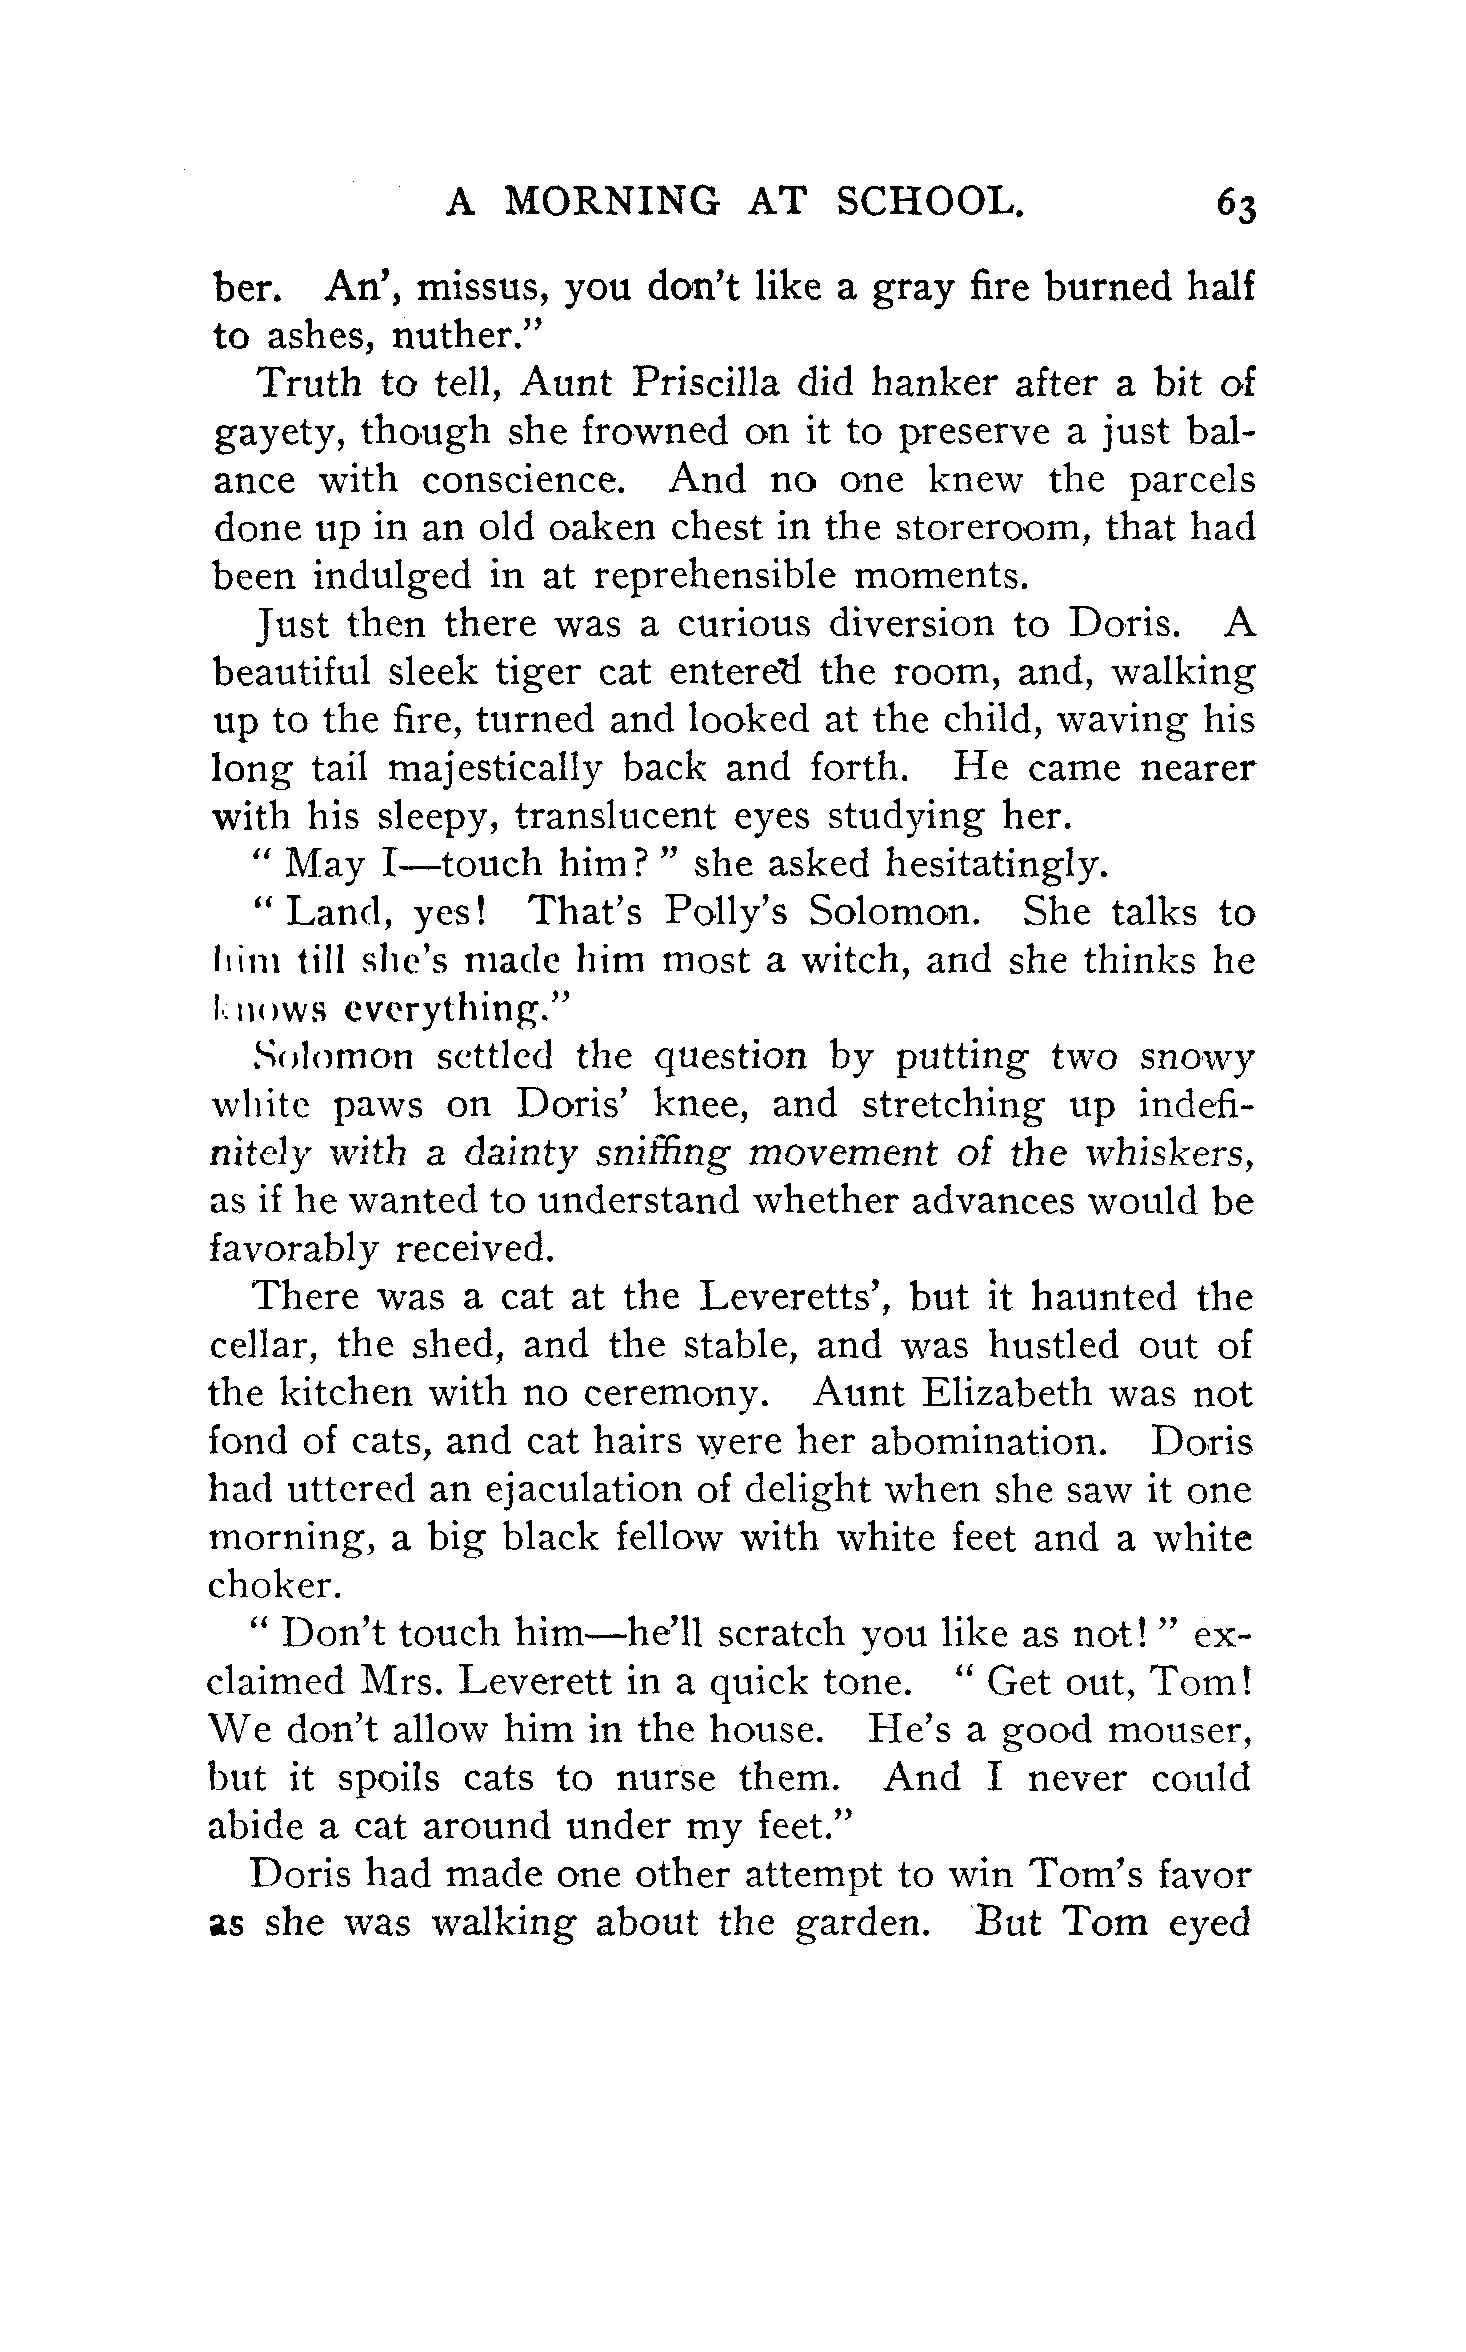 A MORNING AT SCHOOL. 63
ber. An', missus, you don't like a gray fire burned half
to ashes, nuther."
Truth to tell, Aunt Priscilla did hanker after a bit of
gayety, though she frowned on it to preserve a just bal-
ance with conscience. And no one knew the parcels
done up in an old oaken chest in the storeroom, that had
been indulged in at reprehensible moments.
Just then there was a curious diversion to Doris. A
beautiful sleek tiger cat entered the room, and, walking
up to the fire, turned and looked at the child, waving his
long tail majestically back and forth. He came nearer
with his sleepy, translucent eyes studying her.
" May I—touch him? " she asked hesitatingly.
" Land, yes! That's Polly's Solomon. She talks to
him till she's made him most a witch, and she thinks he
knows everything."
Solomon settled the question by putting two snowy
white paws on Doris' knee, and stretching up indefi-
nitely with a dainty sniffing movement of the whiskers,
as if he wanted to understand whether advances would be
favorably received.
There was a cat at the Leveretts', but it haunted the
cellar, the shed, and the stable, and was hustled out of
the kitchen with no ceremony. Aunt Elizabeth was not
fond of cats, and cat hairs were her abomination. Doris
had uttered an ejaculation of delight when she saw it one
morning, a big black fellow with white feet and a white
choker.
" Don't touch him—he'll scratch you like as not! " ex-
claimed Mrs. Leverett in a quick tone. " Get out, Tom!
We don't allow him in the house. He's a good mouser,
but it spoils cats to nurse them. And I never could
abide a cat around under my feet."
Doris had made one other attempt to win Tom's favor
as she was walking about the garden. But Tom eyed